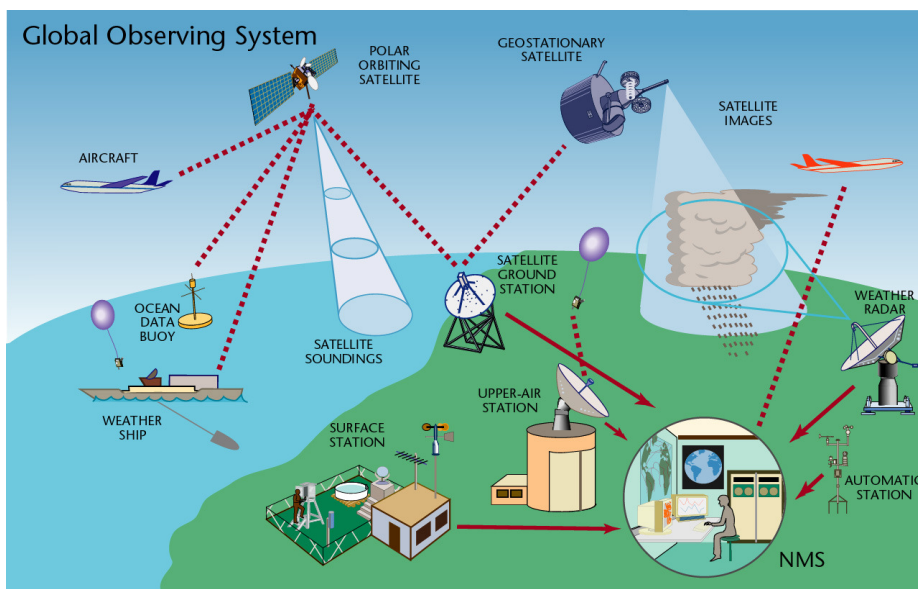 Global Observing System
POLAR
ORBITING
SATELLITE
GEOSTATIONARY
SATELLITE
SATELLITE
IMAGES
AIRCRAFT
OCEAN
DATA
BUOY
SATELLITE
SOUNDINGS
SATELLITE
GROUND
STATION
WEATHER
RADAR
WEATHER
SHIP
UPPER-AIR
STATION
SURFACE
STATION
AUTOMATIC
STATION
NMS